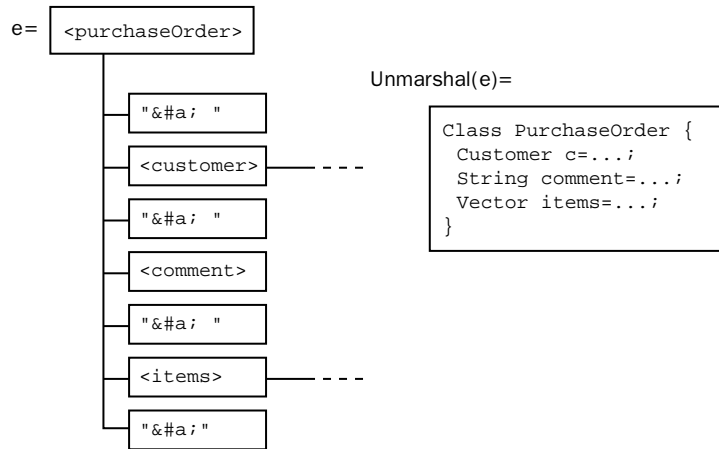 e= <purchaseOrder>
Unmarshal(e)=
"&#a; "
<customer>
"&#a; "
<comment>
"&#a; "
<items>
"&#a;"
Class PurchaseOrder {
Customer c=...;
String comment=...;
Vector items=...;
}